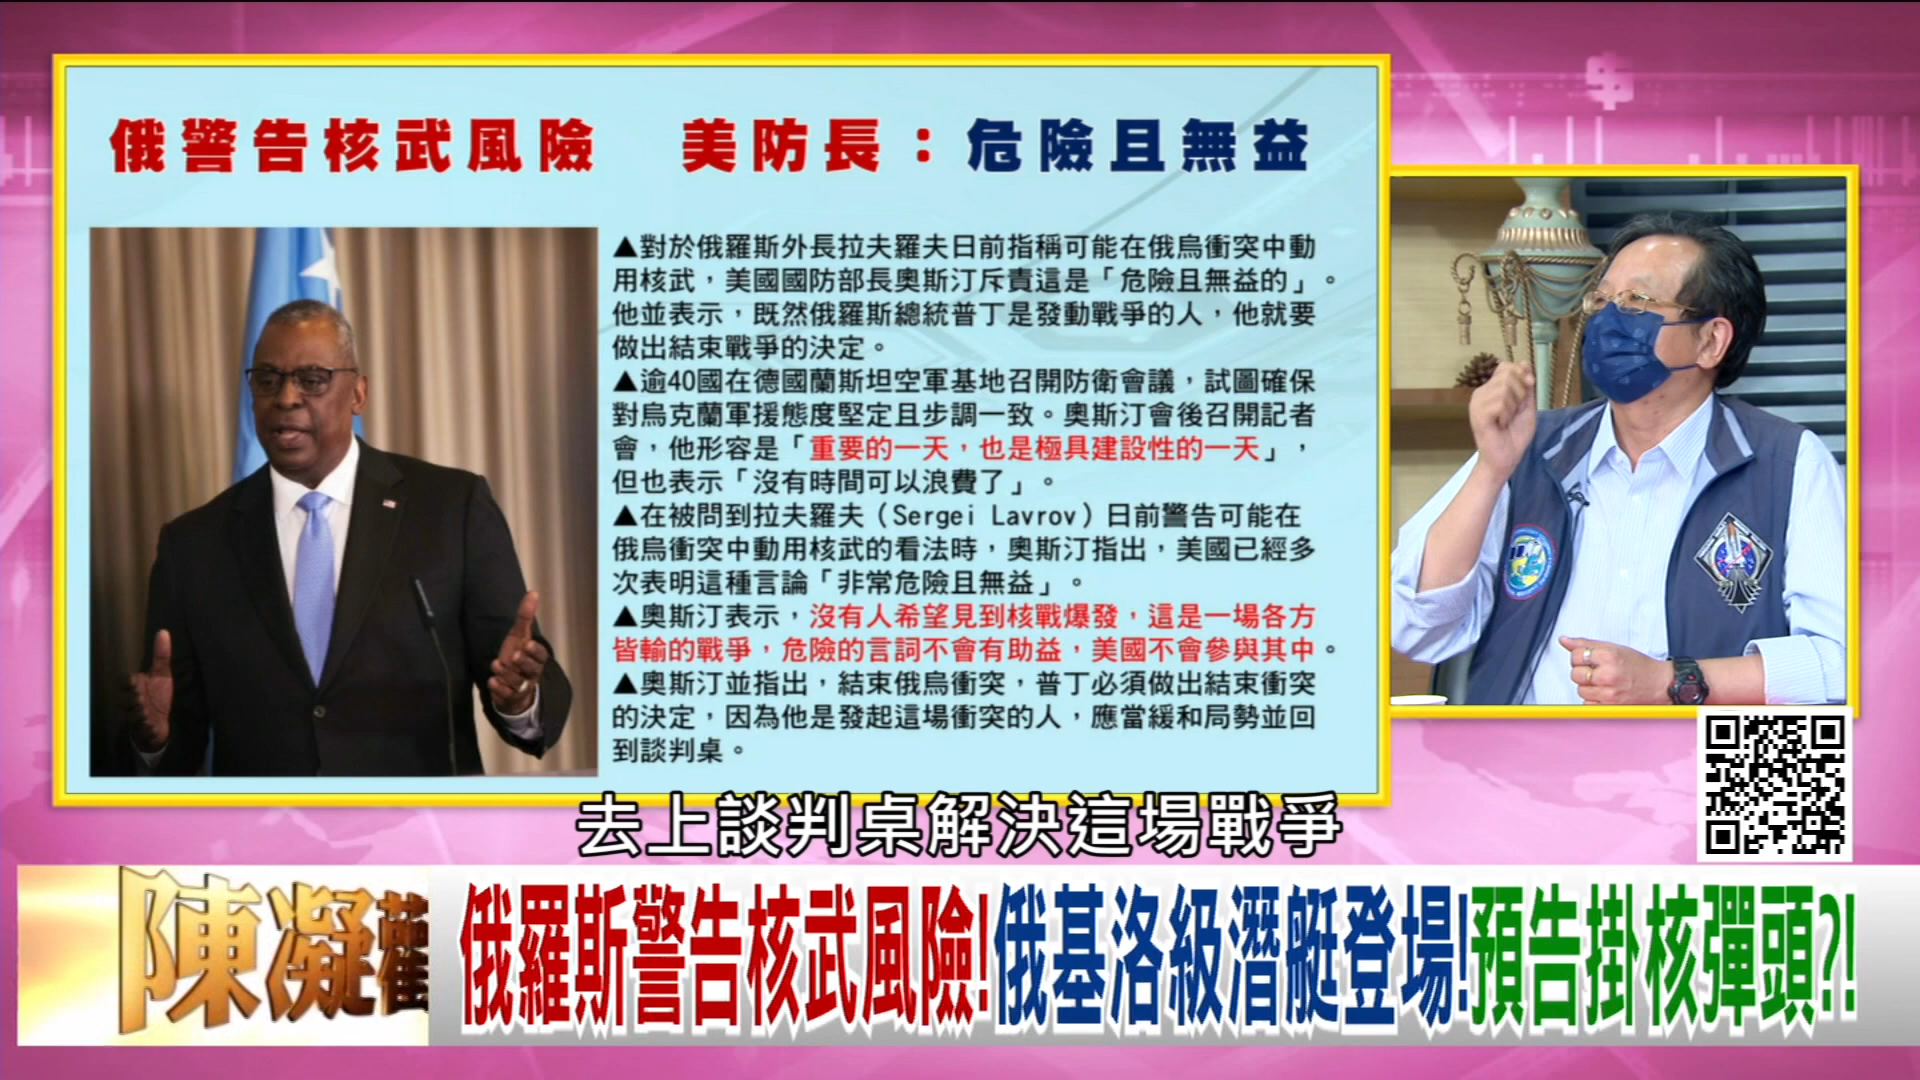 俄警告核武風險 美防長：危險且無益
▲對於俄羅斯外長拉夫羅夫日前指稱可能在俄烏衝突中動
用核武，美國國防部長奧斯汀斥責這是「危險且無益的」。
他並表示，既然俄羅斯總統普丁是發動戰爭的人，他就要
做出結束戰爭的決定。
▲逾40國在德國蘭斯坦空軍基地召開防衛會議，試圖確保
對烏克蘭軍援態度堅定且步調一致。奧斯汀會後召開記者
會，他形容是「重要的一天，也是極具建設性的一天」，
但也表示「沒有時間可以浪費了」。
▲在被問到拉夫羅夫（Sergei Lavrov）日前警告可能在
俄烏衝突中動用核武的看法時，奧斯汀指出，美國已經多
次表明這種言論「非常危險且無益」。
▲奧斯汀表示，沒有人希望見到核戰爆發，這是一場各方
皆輸的戰爭，危險的言詞不會有助益，美國不會參與其中。
▲奧斯汀並指出，結束俄烏衝突，普丁必須做出結束衝突
的決定，因為他是發起這場衝突的人，應當緩和局勢並回
到談判桌。
去上談判桌解決這場戰爭
陳凝觀
俄羅斯警告核武風險!俄基洛級潛艇登場!預告掛核彈頭?!